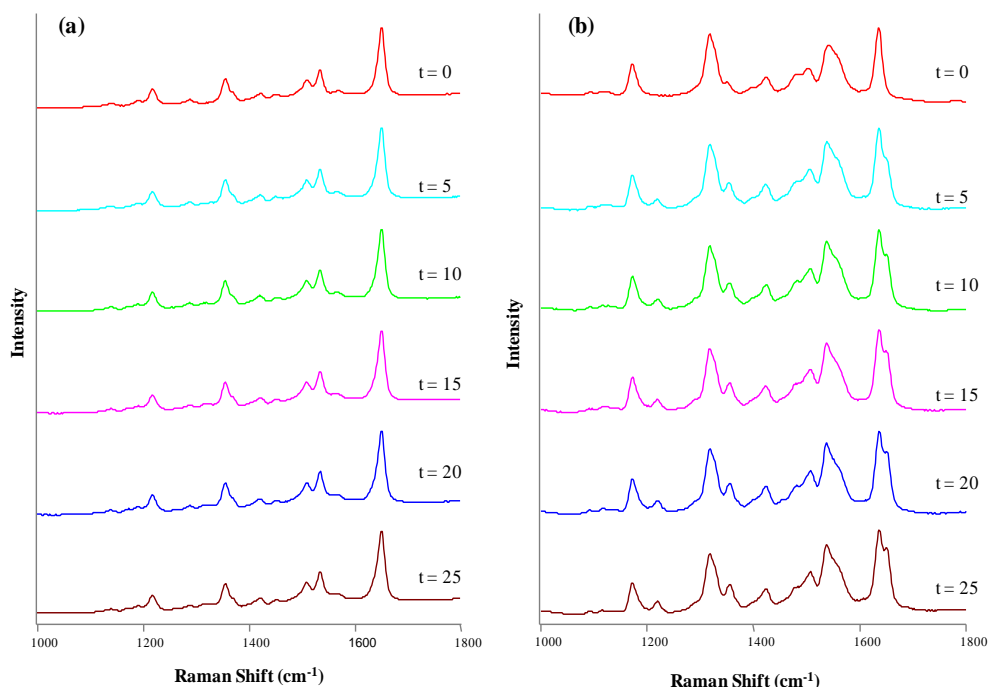 (a)
t = 0
t = 5
t = 10
t = 15
t = 20
t = 25
Intensity
1000 1200 1400 1600 1800
Raman Shift (cm⁻¹)
(b)
t = 0
t = 5
t = 10
t = 15
t = 20
t = 25
Intensity
1000 1200 1400 1600 1800
Raman Shift (cm⁻¹)